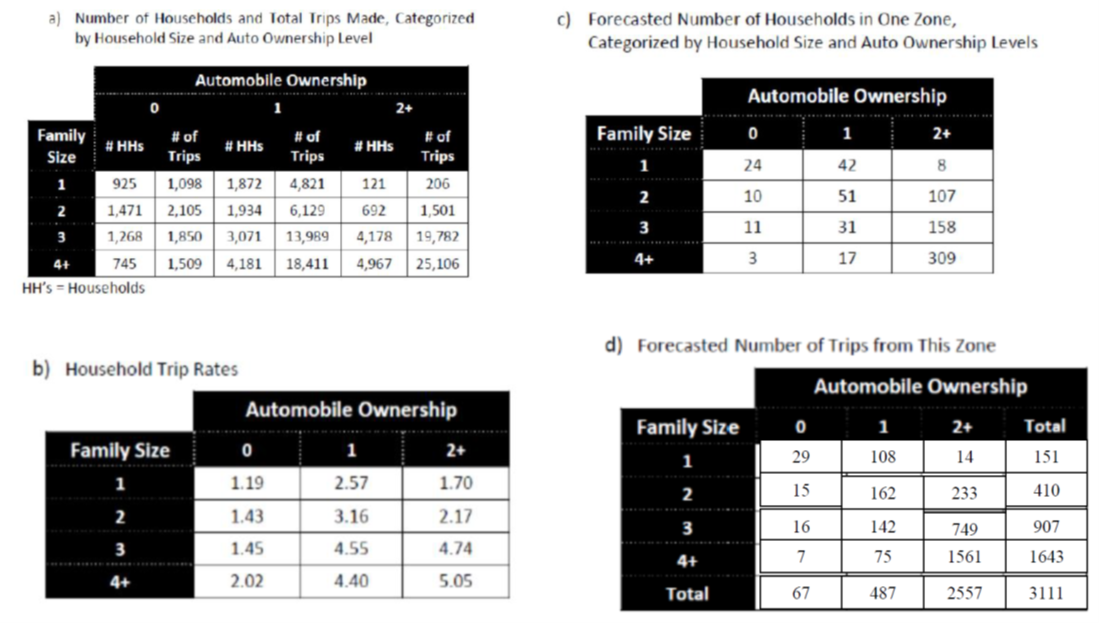 a) Number of Households and Total Trips Made, Categorized
by Household Size and Auto Ownership Level
Automobile Ownership
0 1 2+
Family Size # HHs # of Trips # HHs # of Trips # HHs # of Trips
1 925 1,098 1,872 4,821 121 206
2 1,471 2,105 1,934 6,129 692 1,501
3 1,268 1,850 3,071 13,989 4,178 19,782
4+ 745 1,509 4,181 18,411 4,967 25,106
HH's = Households
b) Household Trip Rates
Automobile Ownership
Family Size 0 1 2+
1 1.19 2.57 1.70
2 1.43 3.16 2.17
3 1.45 4.55 4.74
4+ 2.02 4.40 5.05
c) Forecasted Number of Households in One Zone,
Categorized by Household Size and Auto Ownership Levels
Automobile Ownership
Family Size 0 1 2+
1 24 42 8
2 10 51 107
3 11 31 158
4+ 3 17 309
d) Forecasted Number of Trips from This Zone
Automobile Ownership
Family Size 0 1 2+ Total
1 29 108 14 151
2 15 162 233 410
3 16 142 749 907
4+ 7 75 1561 1643
Total 67 487 2557 3111